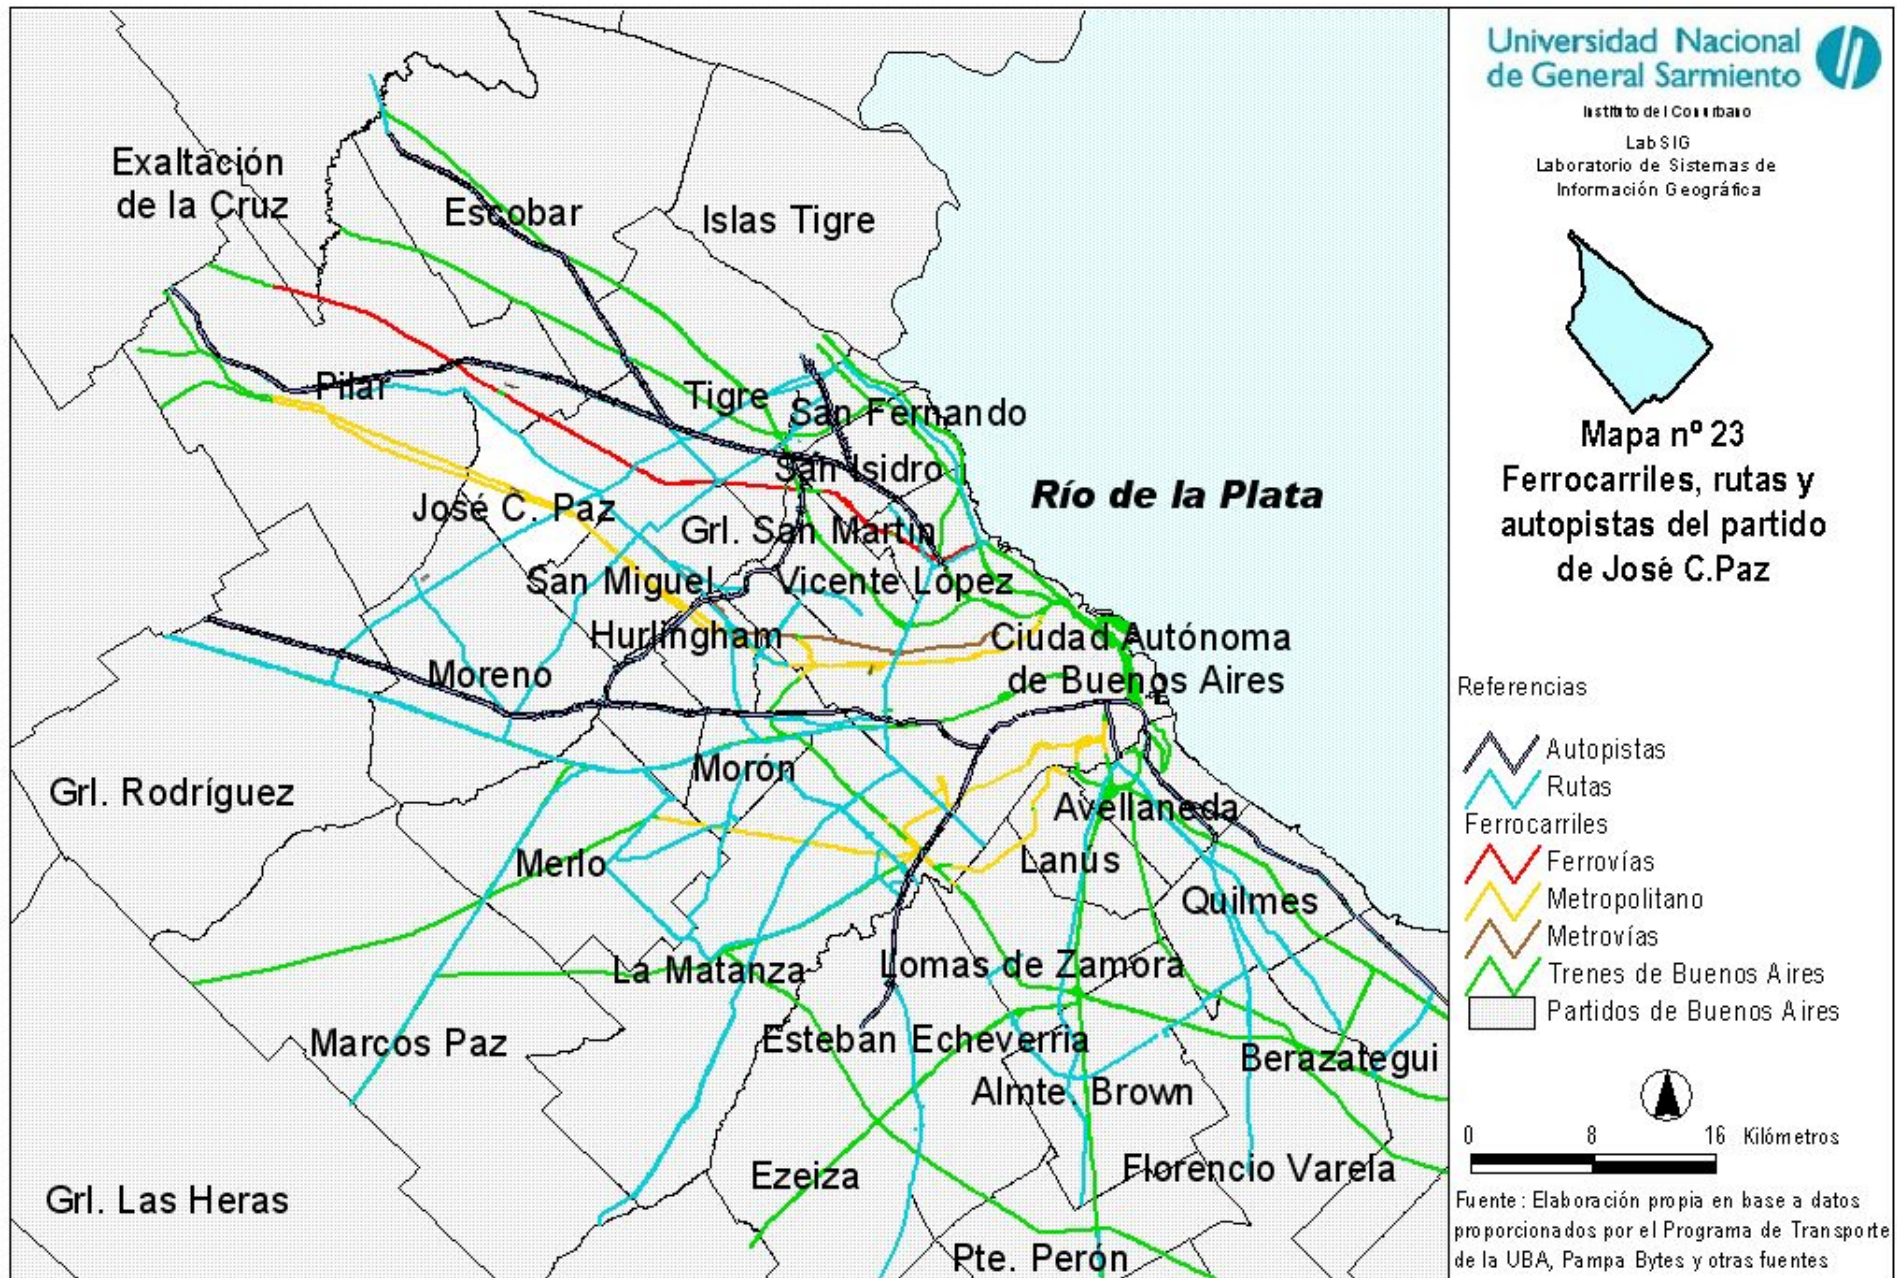 Exaltación
de la Cruz
Escobar
Islas Tigre
Pilar
Tigre
San Fernando
San Isidro
Río de la Plata
José C. Paz
Grl. San Martín
San Miguel
Vicente López
Hurlingham
Ciudad Autónoma
de Buenos Aires
Moreno
Morón
Grl. Rodríguez
Avellaneda
Merlo
Lanus
Quilmes
La Matanza
Lomas de Zamora
Marcos Paz
Esteban Echeverría
Berazategui
Almte. Brown
Ezeiza
Florencio Varela
Grl. Las Heras
Pte. Perón
Universidad Nacional
de General Sarmiento
Instituto del Conurbano
LabSIG
Laboratorio de Sistemas de
Información Geográfica
Mapa nº 23
Ferrocarriles, rutas y
autopistas del partido
de José C.Paz
Referencias
Autopistas
Rutas
Ferrocarriles
Ferrovías
Metropolitano
Metrovías
Trenes de Buenos Aires
Partidos de Buenos Aires
0 8 16 Kilómetros
Fuente: Elaboración propia en base a datos
proporcionados por el Programa de Transporte
de la UBA, Pampa Bytes y otras fuentes